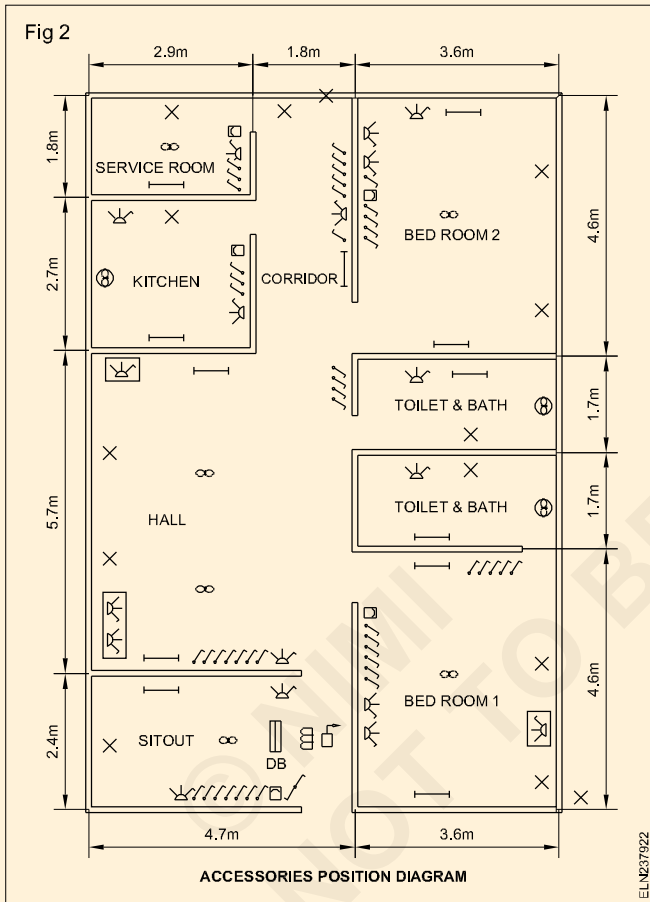 Fig 2
2.9m 1.8m 3.6m
1.8m
SERVICE ROOM
2.7m
KITCHEN
CORRIDOR
BED ROOM 2
4.6m
TOILET & BATH
1.7m
TOILET & BATH
1.7m
5.7m
HALL
BED ROOM 1
4.6m
2.4m
SITOUT
DB
4.7m 3.6m
ACCESSORIES POSITION DIAGRAM
ELN237922
© NIMI
NOT TO BE